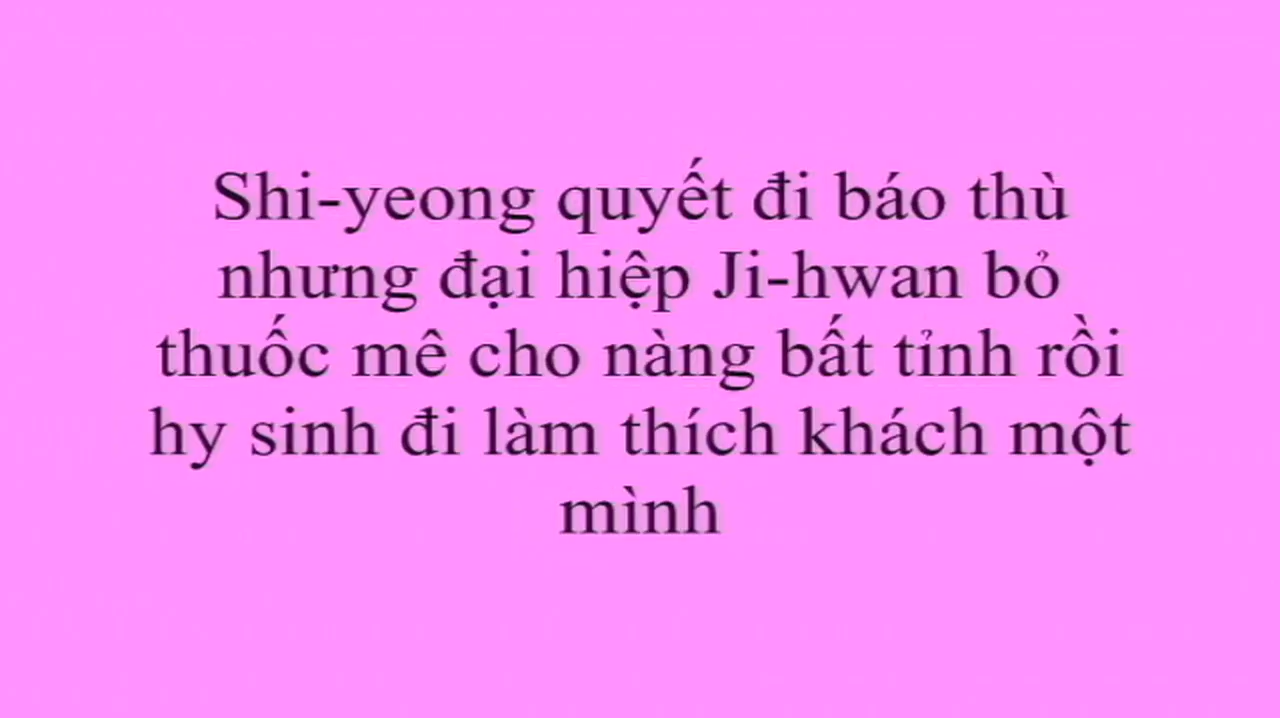 Shi-yeong quyết đi báo thù
nhưng đại hiệp Ji-hwan bỏ
thuốc mê cho nàng bất tỉnh rồi
hy sinh đi làm thích khách một
mình